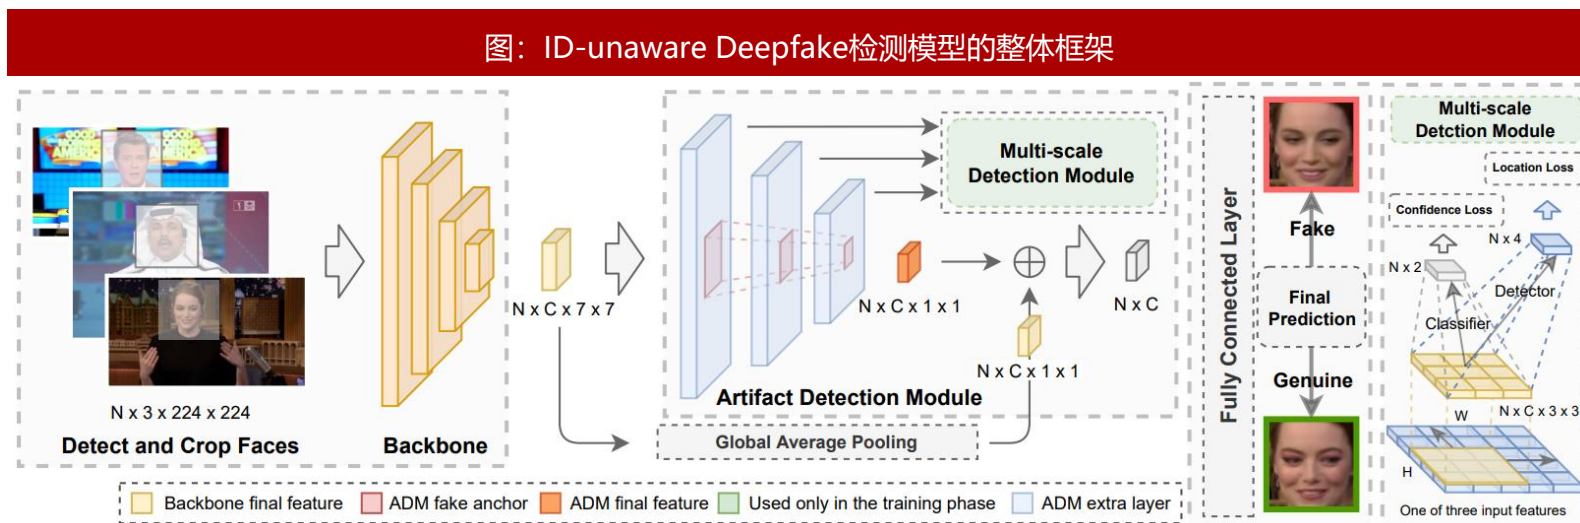 图：ID-unaware Deepfake检测模型的整体框架
N x 3 x 224 x 224
Detect and Crop Faces
Backbone
N x C x 7 x 7
Multi-scale
Detection Module
N x C x 1 x 1
N x C
N x C x 1 x 1
Artifact Detection Module
Global Average Pooling
Fully Connected Layer
Fake
Final
Prediction
Genuine
Multi-scale
Detction Module
Location Loss
Confidence Loss
N x 4
N x 2
Detector
Classifier
N x C x 3 x 3
W
H
One of three input features
Backbone final feature
ADM fake anchor
ADM final feature
Used only in the training phase
ADM extra layer